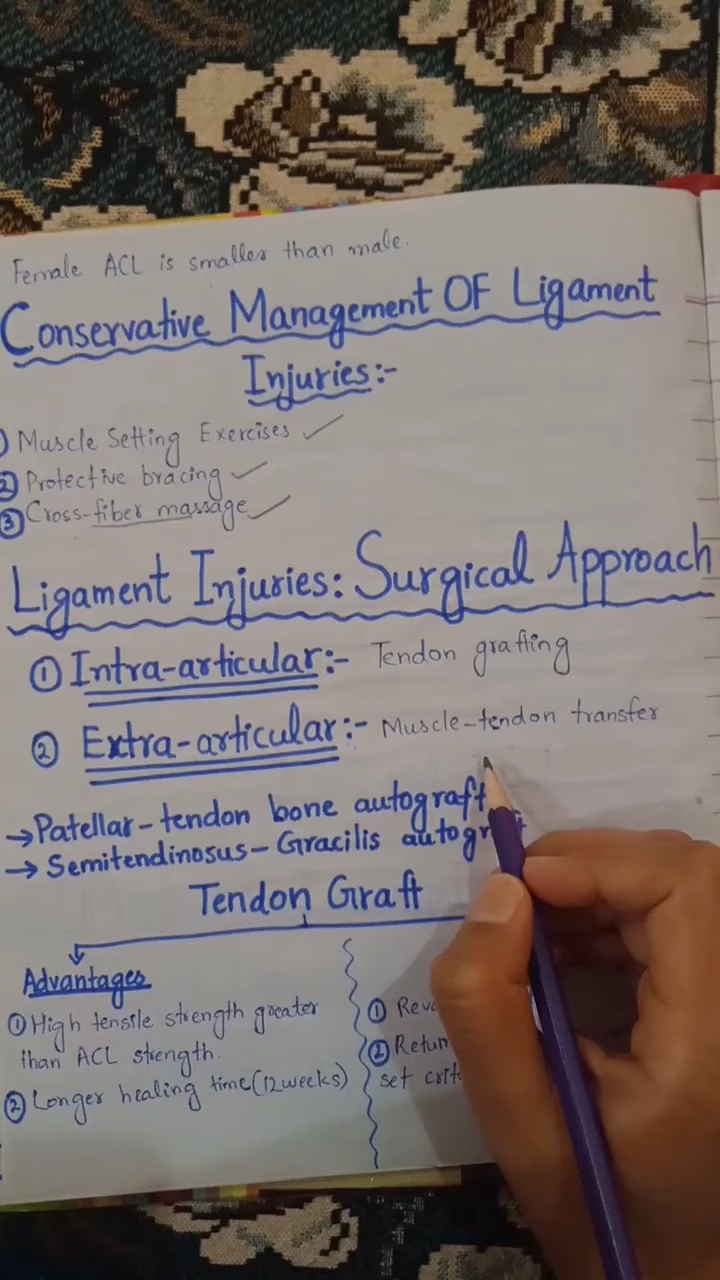 Female ACL is smaller than male.
Conservative Management OF Ligament
Injuries:-
Muscle Setting Exercises
② Protective bracing
③ Cross-fiber massage
Ligament Injuries: Surgical Approach
① Intra-articular:- Tendon grafting
② Extra-articular:- Muscle-tendon transfer
→ Patellar-tendon bone autograft
→ Semitendinosus-Gracilis
Tendon Graft
Advantages
① High tensile strength greater
than ACL strength.
② Longer healing time (12 weeks)
①
②
set